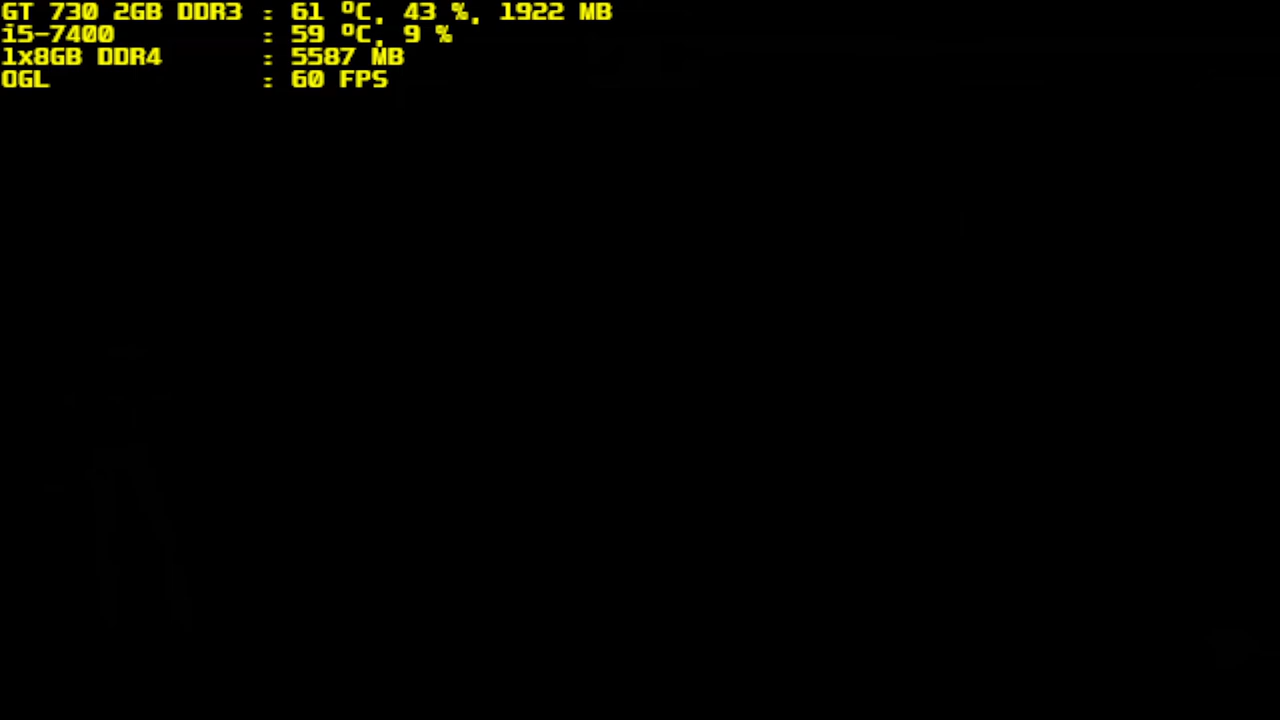 GT 730 2GB DDR3 : 61 ºC, 43 %, 1922 MB
i5-7400 : 59 ºC, 9 %
1x8GB DDR4 : 5587 MB
OGL : 60 FPS